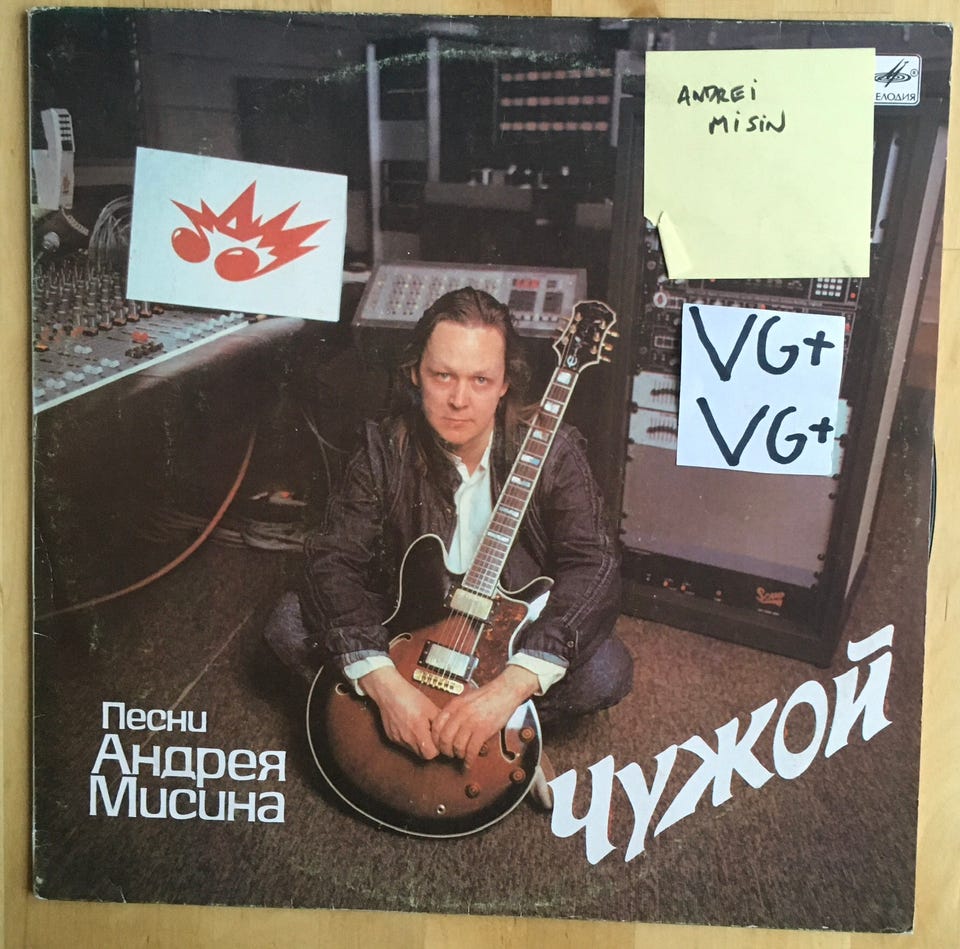 ANDREI
MISIN
ЕЛОДИЯ
VG+
VG+
Песни
Андрея
Мисина
Чужой